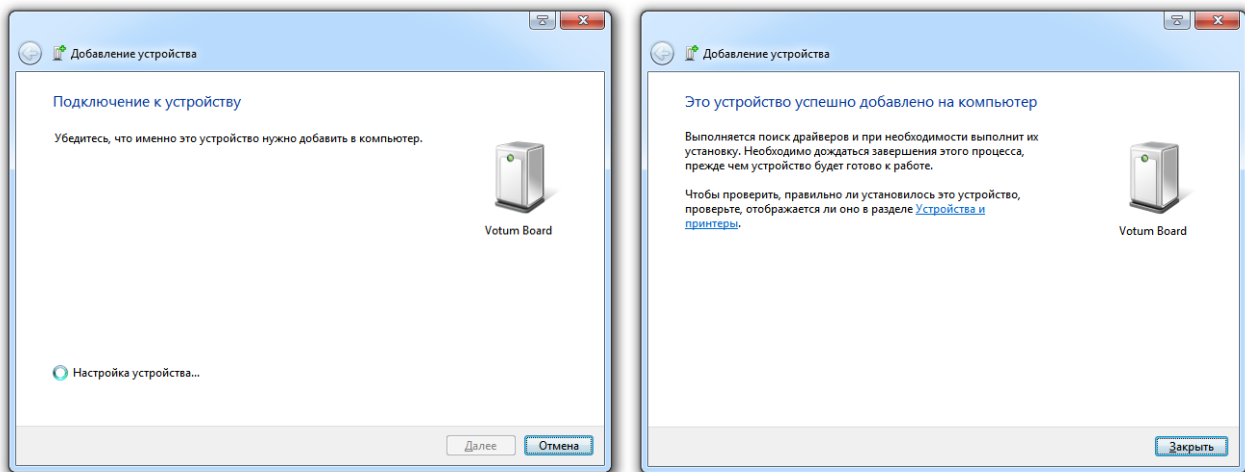 Добавление устройства
Подключение к устройству
Убедитесь, что именно это устройство нужно добавить в компьютер.
Votum Board
Настройка устройства...
Далее
Отмена
Добавление устройства
Это устройство успешно добавлено на компьютер
Выполняется поиск драйверов и при необходимости выполнит их
установку. Необходимо дождаться завершения этого процесса,
прежде чем устройство будет готово к работе.
Чтобы проверить, правильно ли установилось это устройство,
проверьте, отображается ли оно в разделе Устройства и
принтеры.
Votum Board
Закрыть